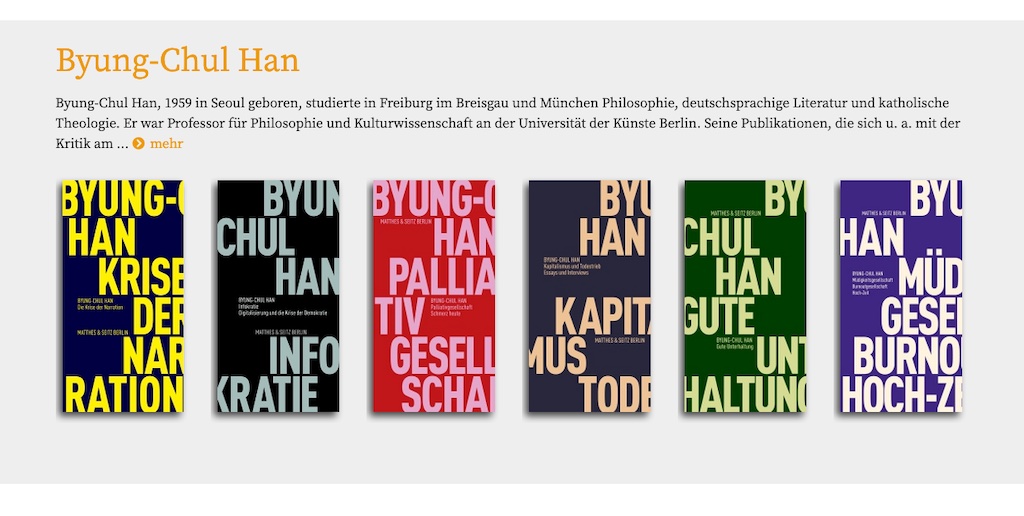 Byung-Chul Han
Byung-Chul Han, 1959 in Seoul geboren, studierte in Freiburg im Breisgau und München Philosophie, deutschsprachige Literatur und katholische
Theologie. Er war Professor für Philosophie und Kulturwissenschaft an der Universität der Künste Berlin. Seine Publikationen, die sich u. a. mit der
Kritik am ... mehr
BYUNG-C
HAN
KRISE
BYUNG-CHUL HAN
Die Krise der Narration
DER
MATTHES & SEITZ BERLIN
NAR
RATION
BYUN
CHUL
HAN
BYUNG-CHUL HAN
Infokratie
Digitalisierung und die Krise der Demokratie
MATTHES & SEITZ BERLIN
INFO
KRATIE
BYUNG-C
MATTHES & SEITZ BERLIN
HAN
PALLIA
TIV
BYUNG-CHUL HAN
Palliativgesellschaft
Schmerz heute
GESELL
SCHA
BYU
HAN
BYUNG-CHUL HAN
Kapitalismus und Todestrieb
Essays und Interviews
KAPITA
MUS
MATTHES & SEITZ BERLIN
TODE
BY
MATTHES & SEITZ BERLIN
CHUL
HAN
GUTE
BYUNG-CHUL HAN
Gute Unterhaltung
UNT
HALTUNG
BYU
MATTHES & SEITZ BERLIN
HAN
MÜD
BYUNG-CHUL HAN
Müdigkeitsgesellschaft
Burnoutgesellschaft
Hoch-Zeit
GESEL
BURNO
HOCH-ZE